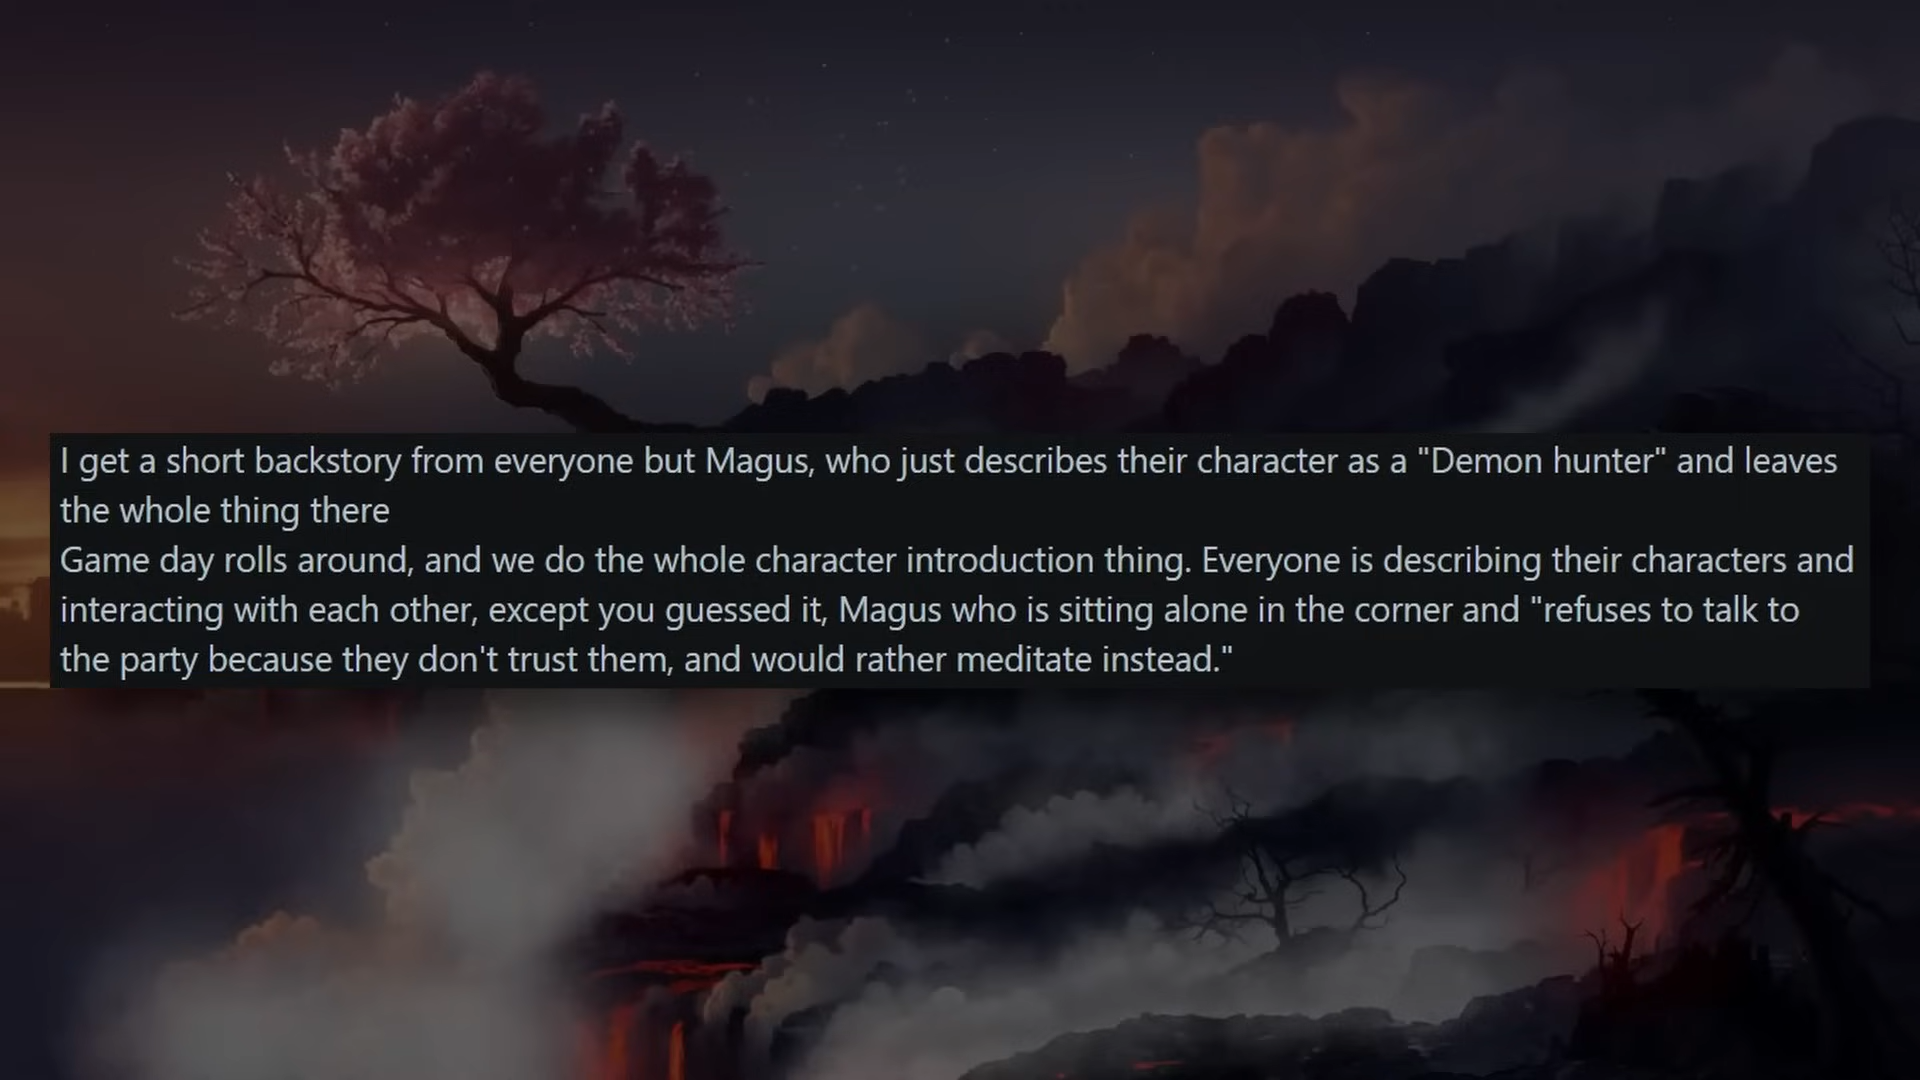 I get a short backstory from everyone but Magus, who just describes their character as a "Demon hunter" and leaves
the whole thing there
Game day rolls around, and we do the whole character introduction thing. Everyone is describing their characters and
interacting with each other, except you guessed it, Magus who is sitting alone in the corner and "refuses to talk to
the party because they don't trust them, and would rather meditate instead."